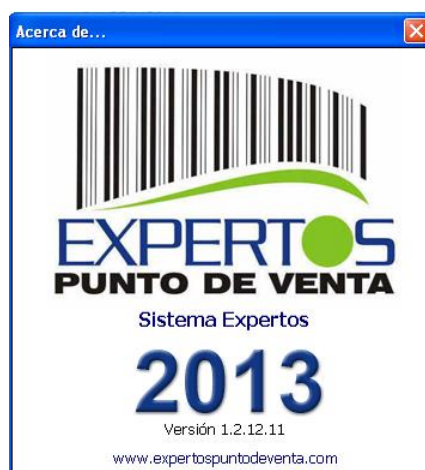 Acerca de...
EXPERTOS
PUNTO DE VENTA
Sistema Expertos
2013
Versión 1.2.12.11
www.expertospuntodeventa.com